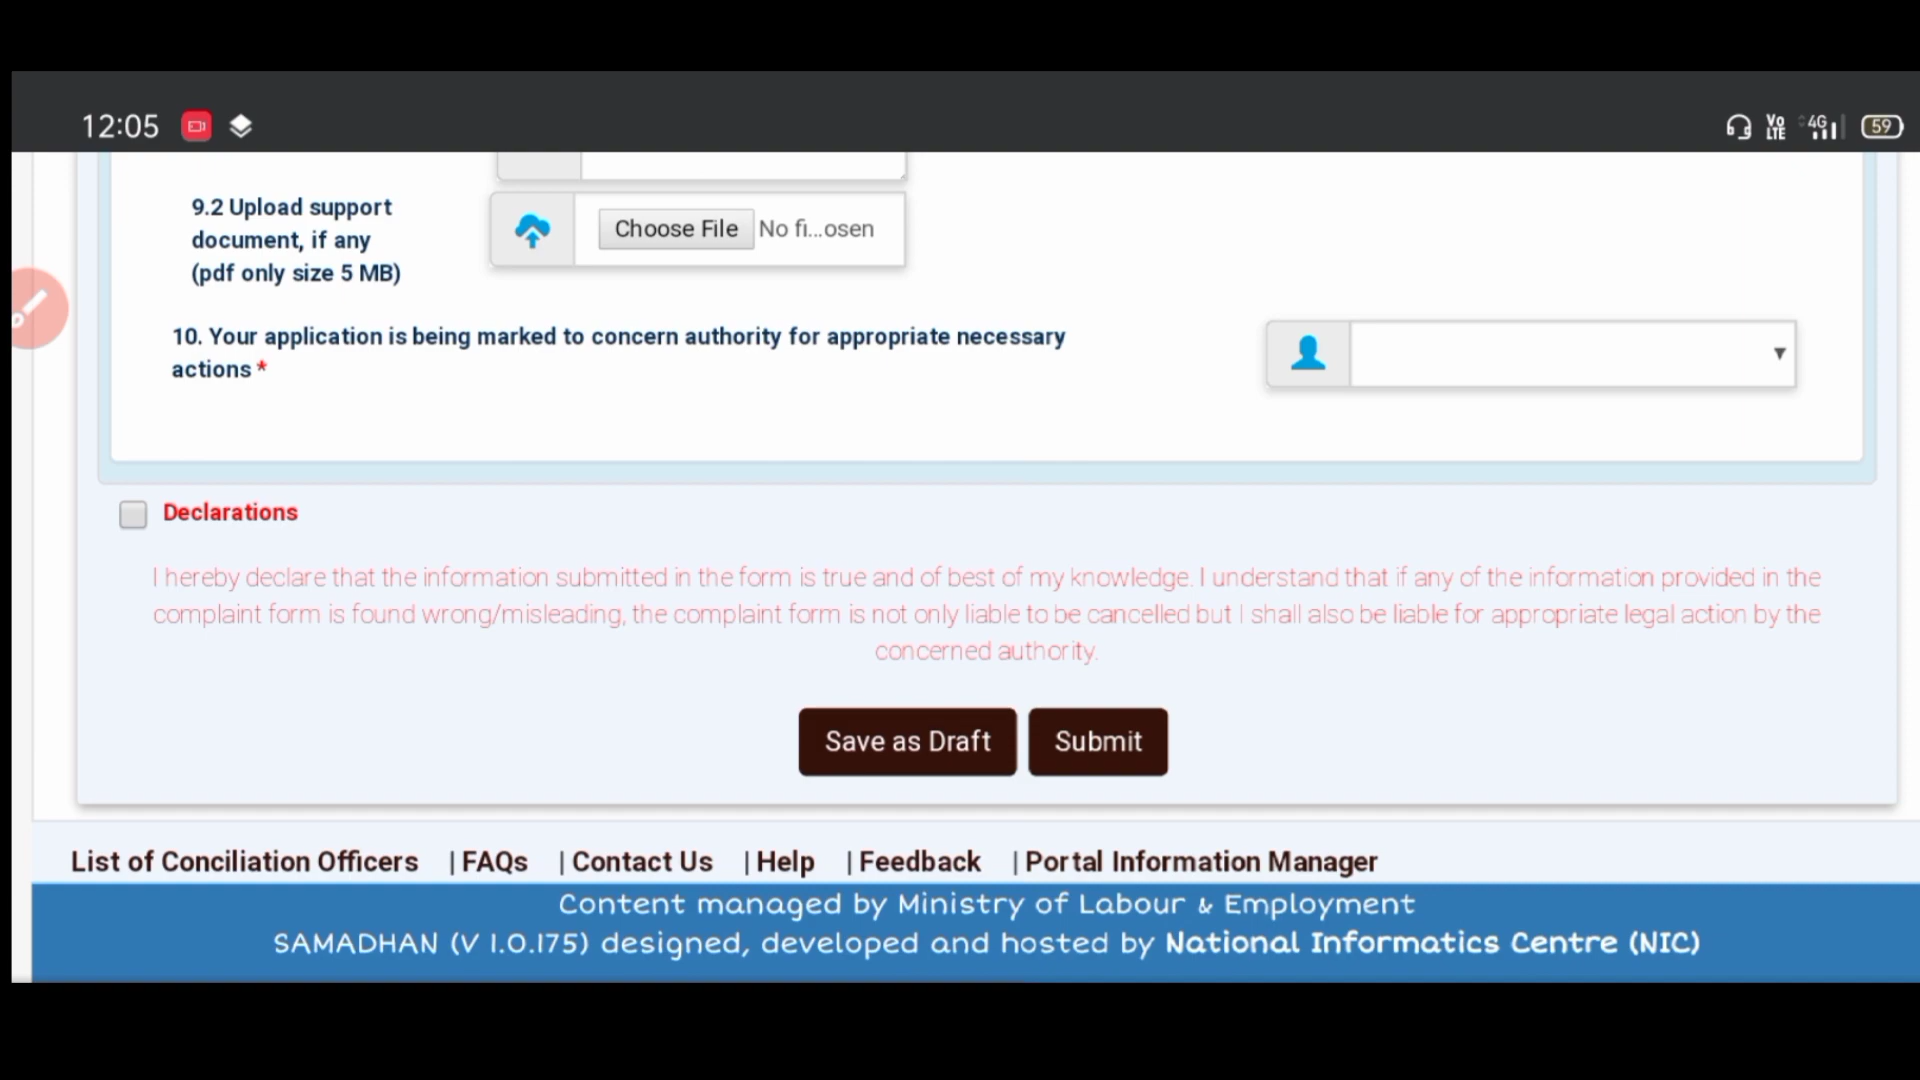 12:05
Vo LTE 4G 59
9.2 Upload support
document, if any
(pdf only size 5 MB)
Choose File No fi...osen
10. Your application is being marked to concern authority for appropriate necessary
actions *
Declarations
I hereby declare that the information submitted in the form is true and of best of my knowledge. I understand that if any of the information provided in the
complaint form is found wrong/misleading, the complaint form is not only liable to be cancelled but I shall also be liable for appropriate legal action by the
concerned authority.
Save as Draft Submit
List of Conciliation Officers | FAQs | Contact Us | Help | Feedback | Portal Information Manager
Content managed by Ministry of Labour & Employment
SAMADHAN (V 1.0.175) designed, developed and hosted by National Informatics Centre (NIC)